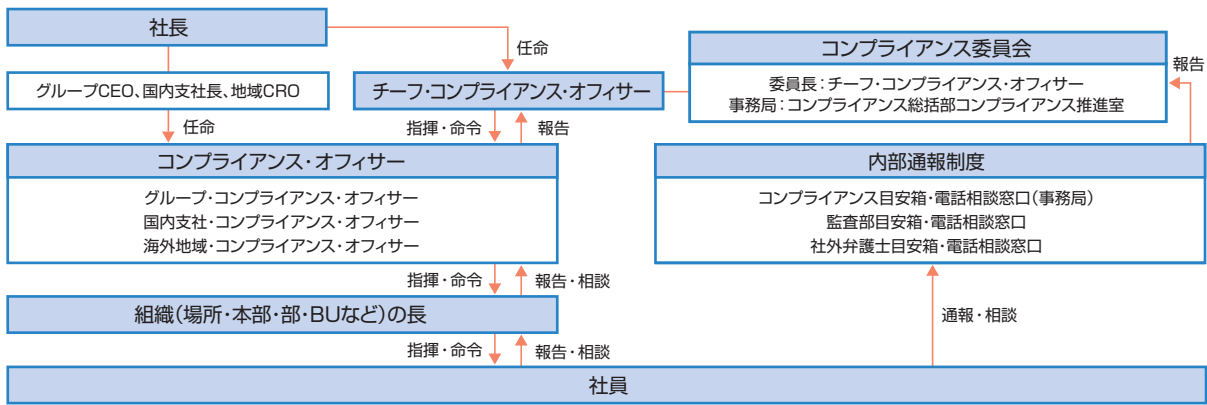 社長
任命
グループCEO、国内支社長、地域CRO
任命
チーフ・コンプライアンス・オフィサー
指揮・命令
報告
コンプライアンス委員会
委員長：チーフ・コンプライアンス・オフィサー
事務局：コンプライアンス総括部コンプライアンス推進室
報告
コンプライアンス・オフィサー
グループ・コンプライアンス・オフィサー
国内支社・コンプライアンス・オフィサー
海外地域・コンプライアンス・オフィサー
内部通報制度
コンプライアンス目安箱・電話相談窓口（事務局）
監査部目安箱・電話相談窓口
社外弁護士目安箱・電話相談窓口
指揮・命令
報告・相談
組織（場所・本部・部・BUなど）の長
指揮・命令
報告・相談
通報・相談
社員